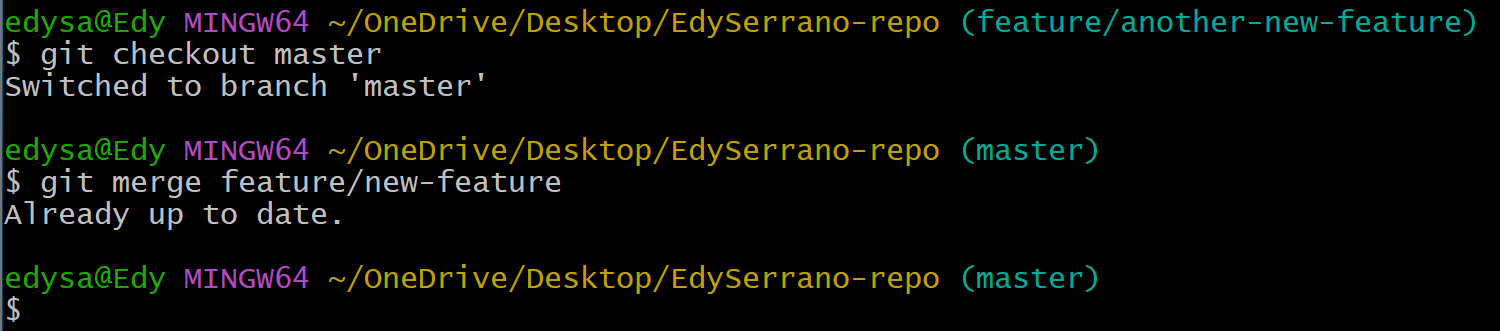 edysa@Edy MINGW64 ~/OneDrive/Desktop/EdySerrano-repo (feature/another-new-feature)
$ git checkout master
Switched to branch 'master'
edysa@Edy MINGW64 ~/OneDrive/Desktop/EdySerrano-repo (master)
$ git merge feature/new-feature
Already up to date.
edysa@Edy MINGW64 ~/OneDrive/Desktop/EdySerrano-repo (master)
$